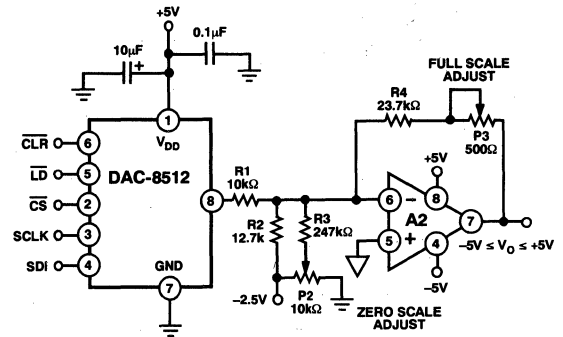 +5V
10μF
+
0.1μF
1
VDD
CLR
6
LD
5
DAC-8512
CS
2
SCLK
3
SDi
4
GND
7
8
R1
10kΩ
R2
12.7k
R3
247kΩ
-2.5V
P2
10kΩ
ZERO SCALE
ADJUST
FULL SCALE
ADJUST
R4
23.7kΩ
P3
500Ω
+5V
6
-
8
A2
7
5
+
4
-5V
-5V ≤ VO ≤ +5V